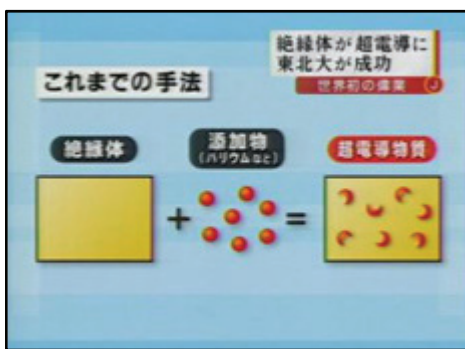 絶縁体が超電導に
東北大が成功
世界初の偉業
これまでの手法
絶縁体
添加物
(バリウムなど)
超電導物質
+
=